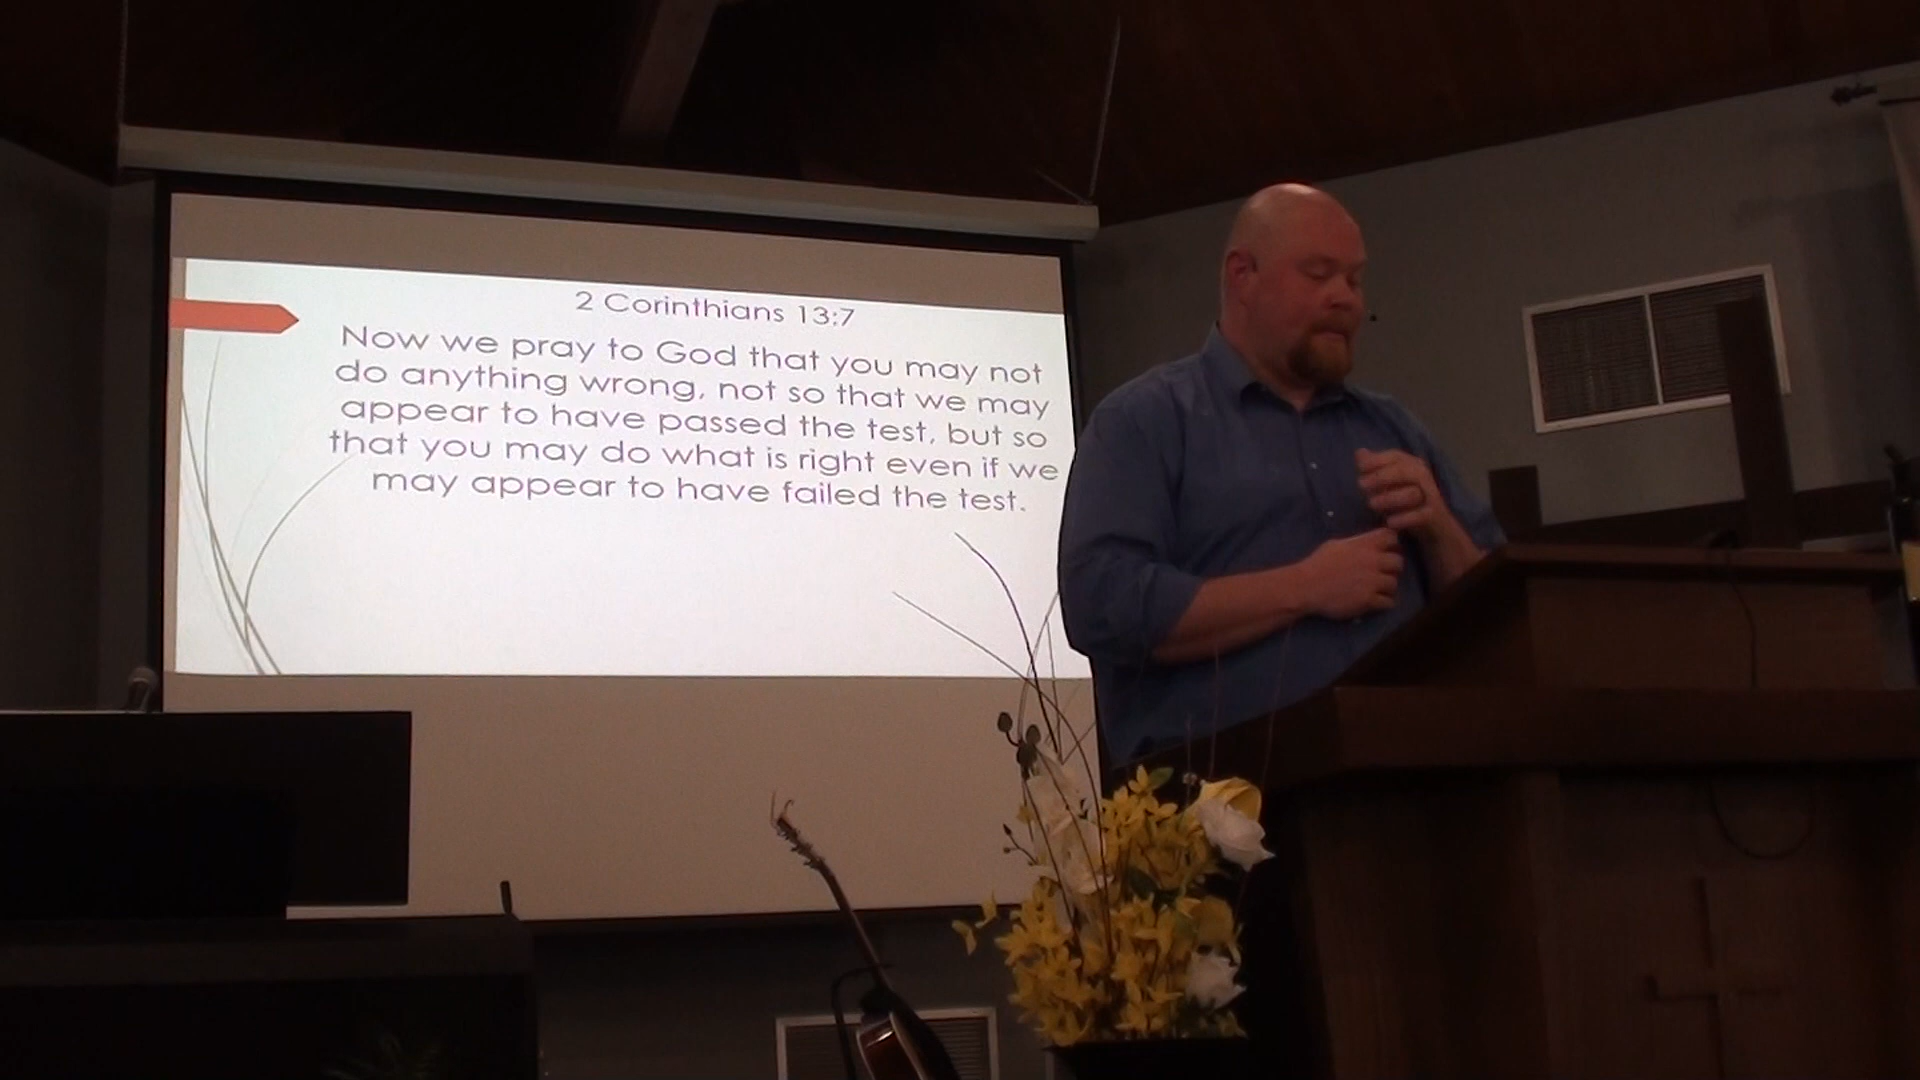 2 Corinthians 13:7
Now we pray to God that you may not
do anything wrong, not so that we may
appear to have passed the test, but so
that you may do what is right even if we
may appear to have failed the test.